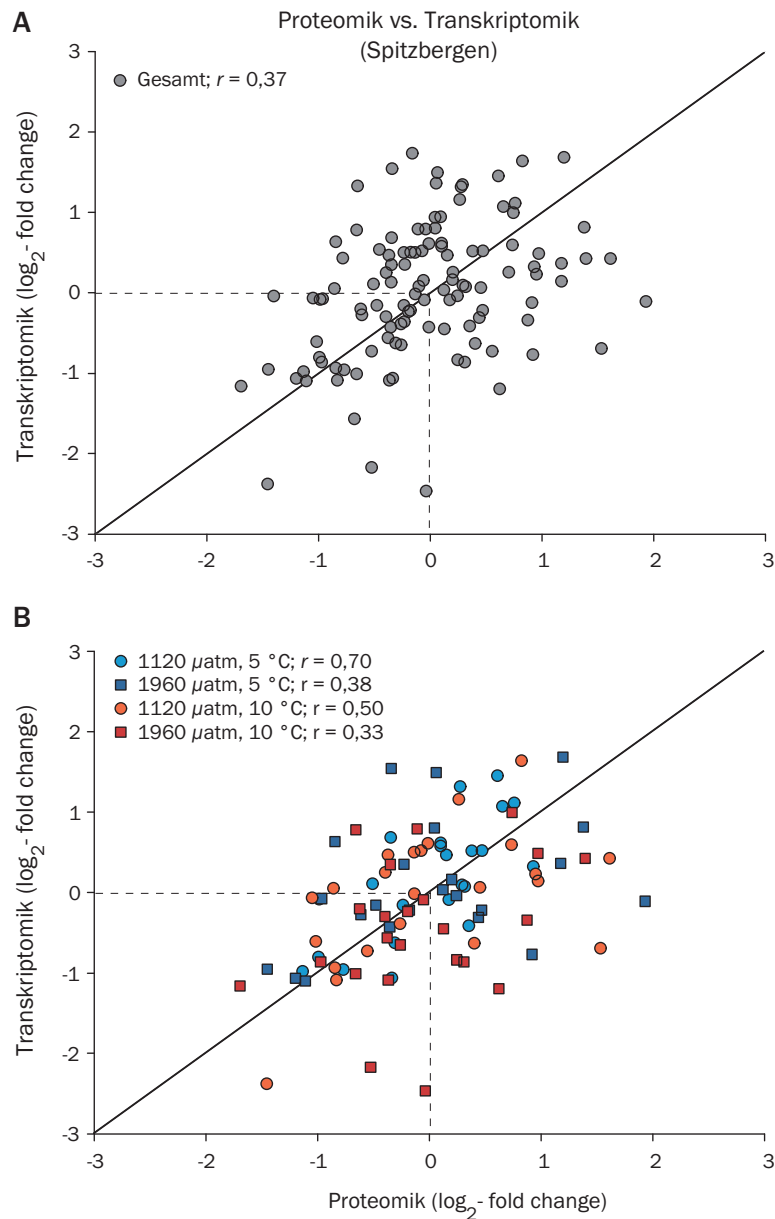 A
Proteomik vs. Transkriptomik
(Spitzbergen)
Gesamt; r = 0,37
3
2
1
0
-1
-2
-3
Transkriptomik (log2- fold change)
-3 -2 -1 0 1 2 3
B
1120 µatm, 5 °C; r = 0,70
1960 µatm, 5 °C; r = 0,38
1120 µatm, 10 °C; r = 0,50
1960 µatm, 10 °C; r = 0,33
3
2
1
0
-1
-2
-3
Transkriptomik (log2- fold change)
-3 -2 -1 0 1 2 3
Proteomik (log2- fold change)